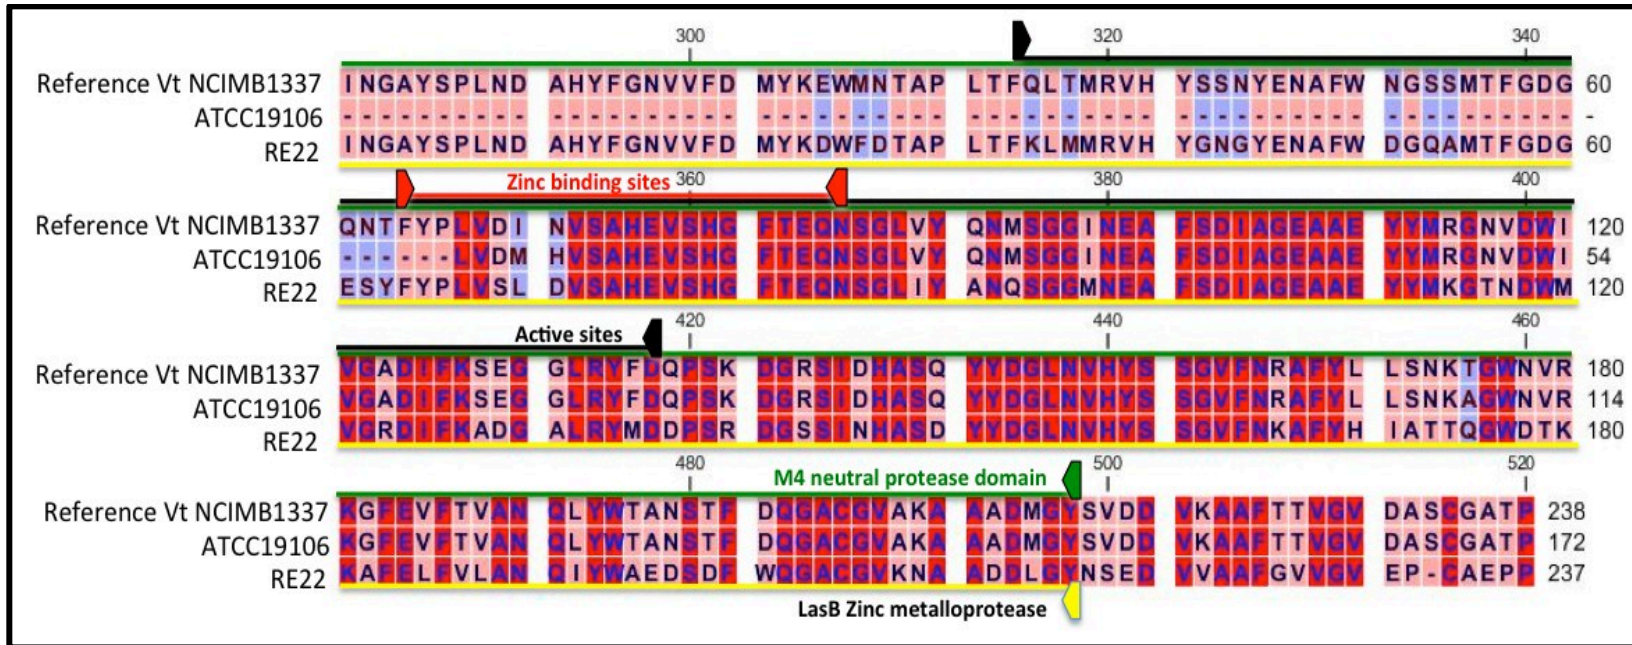 300 320 340
Reference Vt NCIMB1337 INGAYSPLND AHYFGNVVFD MYKEWMNTAP LTFQLTMRVH YSSNYENAFW NGSSMTFGDG 60
ATCC19106 ---------- ---------- ---------- ---------- ---------- ---------- -
RE22 INGAYSPLND AHYFGNVVFD MYKDWFDTAP LTFKLMMRVH YGNGYENAFW DGQAMTFGDG 60
Zinc binding sites 360 380 400
Reference Vt NCIMB1337 QNTFYPLVDI NVSAHEVSHG FTEQNSGLVY QNMSGGINEA FSDIAGEAAE YYMRGNVDWI 120
ATCC19106 ------LVDM HVSAHEVSHG FTEQNSGLVY QNMSGGINEA FSDIAGEAAE YYMRGNVDWI 54
RE22 ESYFYPLVSL DVSAHEVSHG FTEQNSGLIY ANQSGGMNEA FSDIAGEAAE YYMKGTNDWM 120
Active sites 420 440 460
Reference Vt NCIMB1337 VGADIFKSEG GLRYFDQPSK DGRSIDHASQ YYDGLNVHYS SGVFNRAFYL LSNKTGWNVR 180
ATCC19106 VGADIFKSEG GLRYFDQPSK DGRSIDHASQ YYDGLNVHYS SGVFNRAFYL LSNKAGWNVR 114
RE22 VGRDIFKADG ALRYMDDPSR DGSSINHASD YYDGLNVHYS SGVFNKAFYH IATTQGWDTK 180
480 M4 neutral protease domain 500 520
Reference Vt NCIMB1337 KGFEVFTVAN QLYWTANSTF DQGACGVAKA AADMGYSVDD VKAAFTTVGV DASCGATP 238
ATCC19106 KGFEVFTVAN QLYWTANSTF DQGACGVAKA AADMGYSVDD VKAAFTTVGV DASCGATP 172
RE22 KAFELFVLAN QIYWAEDSDF WQGACGVKNA ADDLGYNSED VVAAFGVVGV EP-CAEPP 237
LasB Zinc metalloprotease